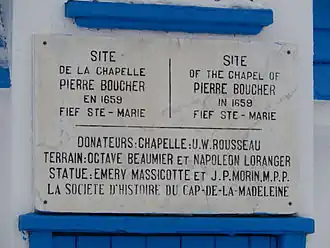 SITE
DE LA CHAPELLE
PIERRE BOUCHER
EN 1659
FIEF STE-MARIE
SITE
OF THE CHAPEL OF
PIERRE BOUCHER
IN 1659
FIEF STE-MARIE
DONATEURS:CHAPELLE:U.W.ROUSSEAU
TERRAIN:OCTAVE BEAUMIER ET NAPOLEON LORANGER
STATUE:EMERY MASSICOTTE ET J.P.MORIN,M.P.P.
LA SOCIETE D'HISTOIRE DU CAP-DE-LA-MADELEINE